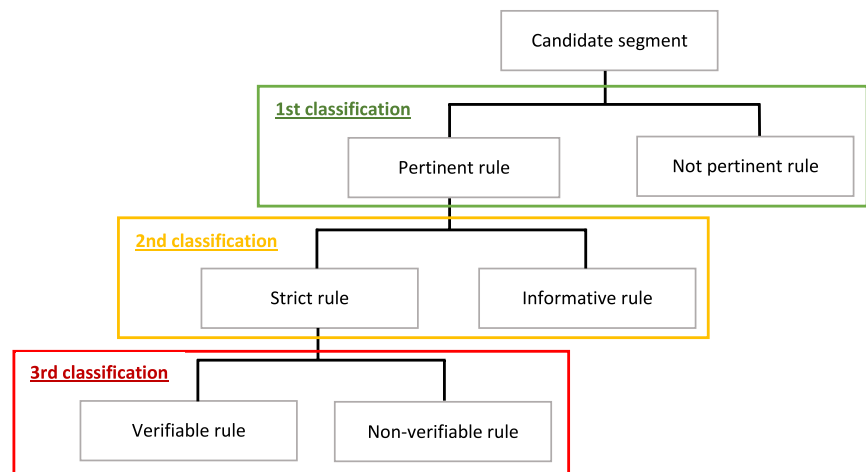 Candidate segment
1st classification
Pertinent rule
Not pertinent rule
2nd classification
Strict rule
Informative rule
3rd classification
Verifiable rule
Non-verifiable rule